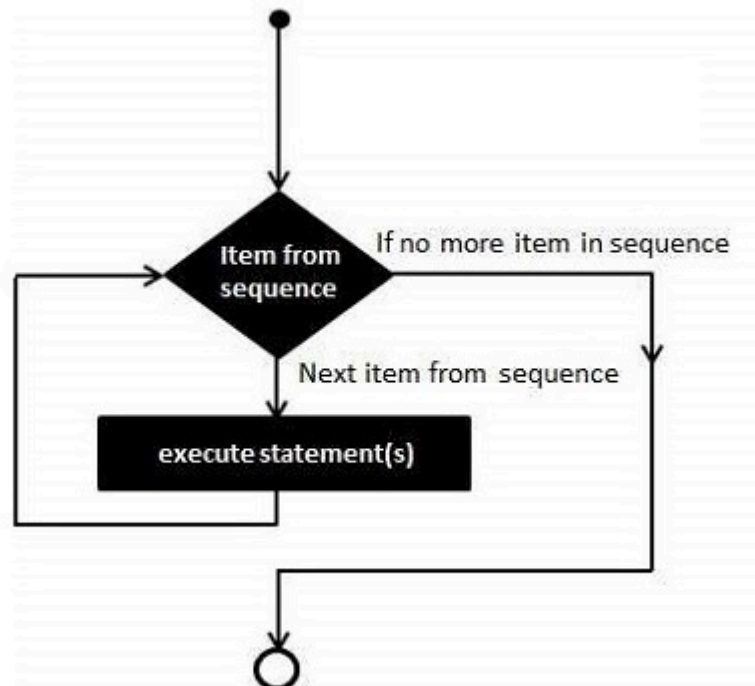 Item from
sequence
If no more item in sequence
Next item from sequence
execute statement(s)